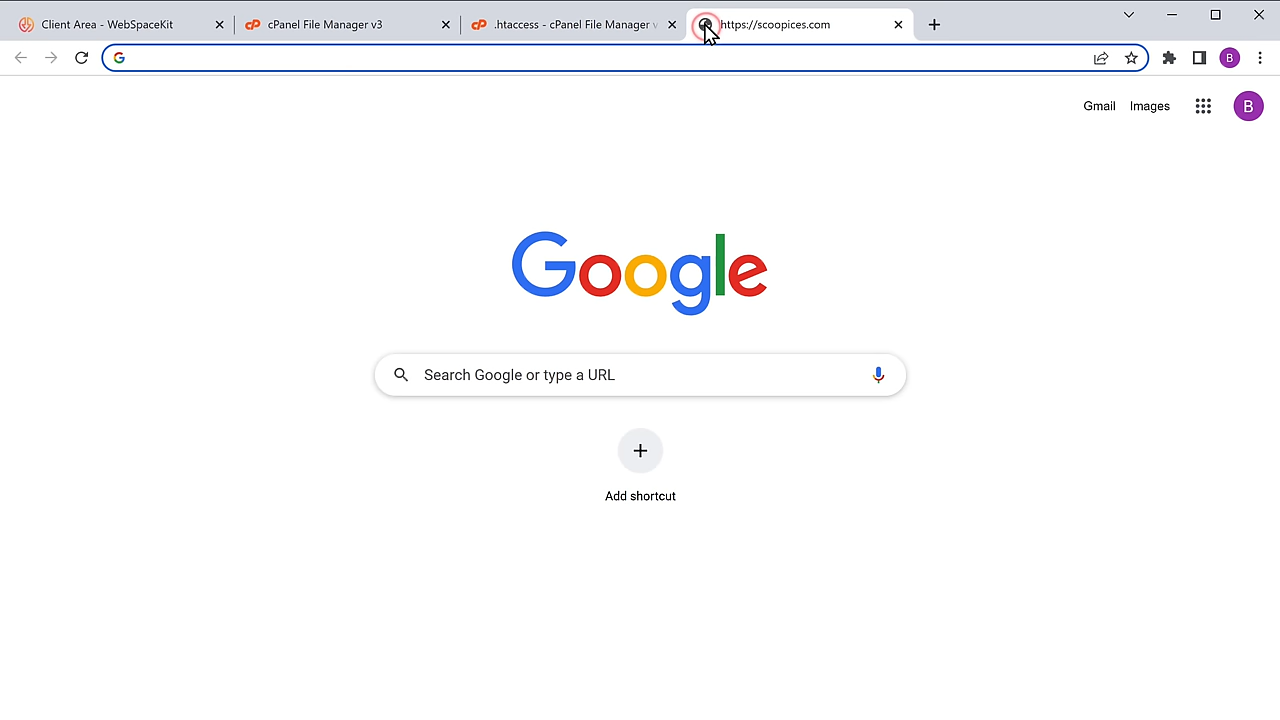 Client Area - WebSpaceKit
cPanel File Manager v3
.htaccess - cPanel File Manager v
https://scoopices.com
G
B
Gmail
Images
B
Google
Search Google or type a URL
Add shortcut